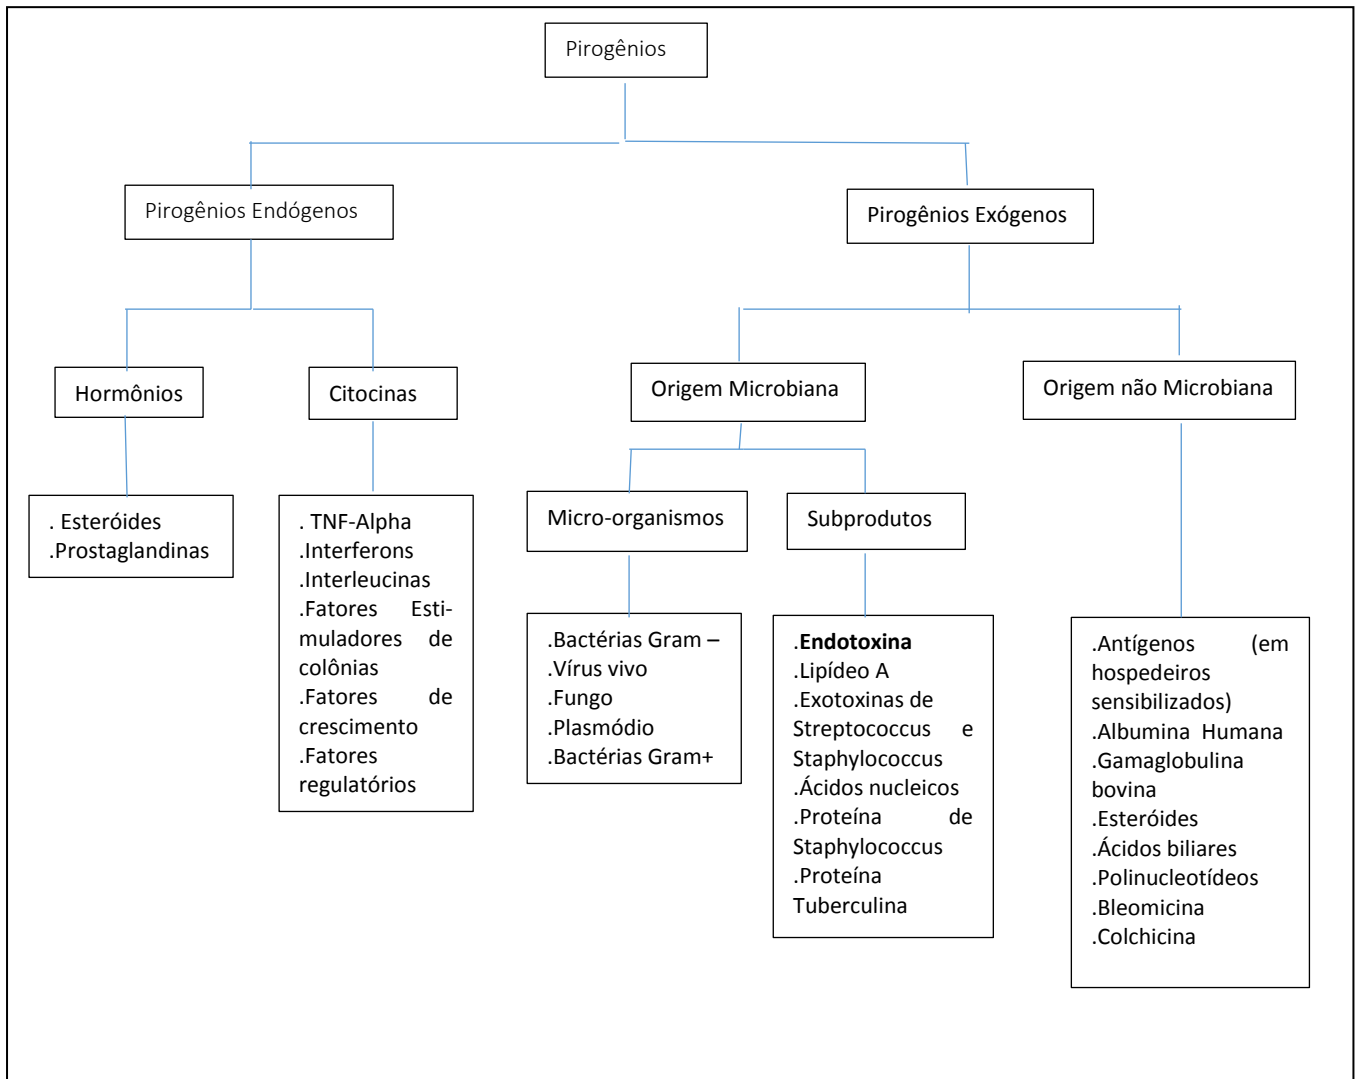 Pirogênios
Pirogênios Endógenos
Pirogênios Exógenos
Hormônios
Citocinas
Origem Microbiana
Origem não Microbiana
. Esteróides
.Prostaglandinas
. TNF-Alpha
.Interferons
.Interleucinas
.Fatores Esti-
muladores de
colônias
.Fatores de
crescimento
.Fatores
regulatórios
Micro-organismos
Subprodutos
.Bactérias Gram –
.Vírus vivo
.Fungo
.Plasmódio
.Bactérias Gram+
.Endotoxina
.Lipídeo A
.Exotoxinas de
Streptococcus e
Staphylococcus
.Ácidos nucleicos
.Proteína de
Staphylococcus
.Proteína
Tuberculina
.Antígenos (em
hospedeiros
sensibilizados)
.Albumina Humana
.Gamaglobulina
bovina
.Esteróides
.Ácidos biliares
.Polinucleotídeos
.Bleomicina
.Colchicina